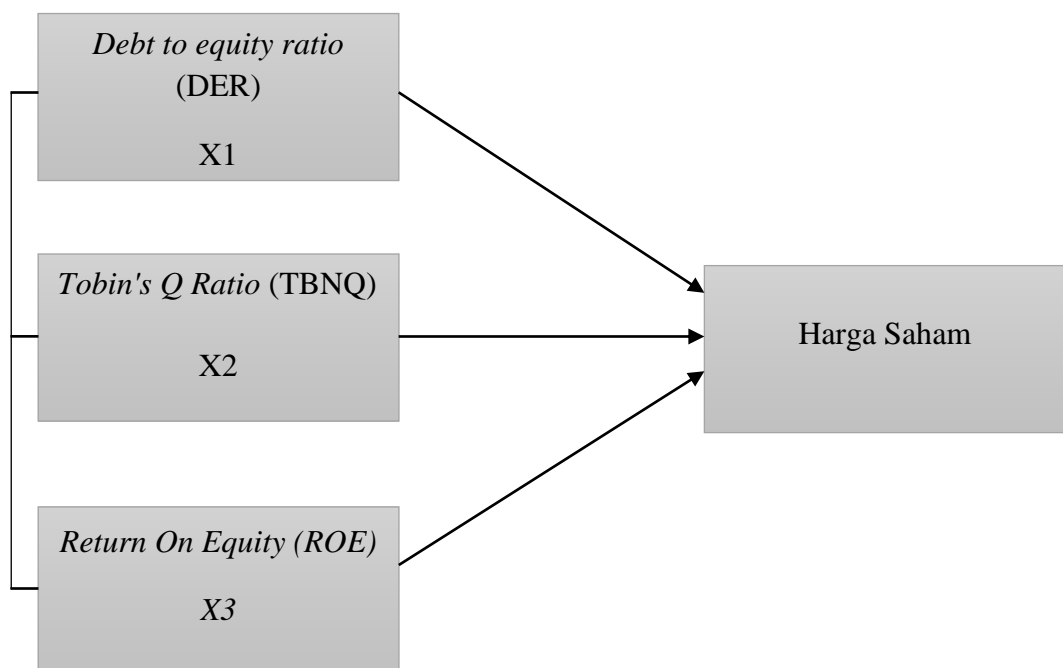 Debt to equity ratio
(DER)
X1
Tobin's Q Ratio (TBNQ)
X2
Harga Saham
Return On Equity (ROE)
X3